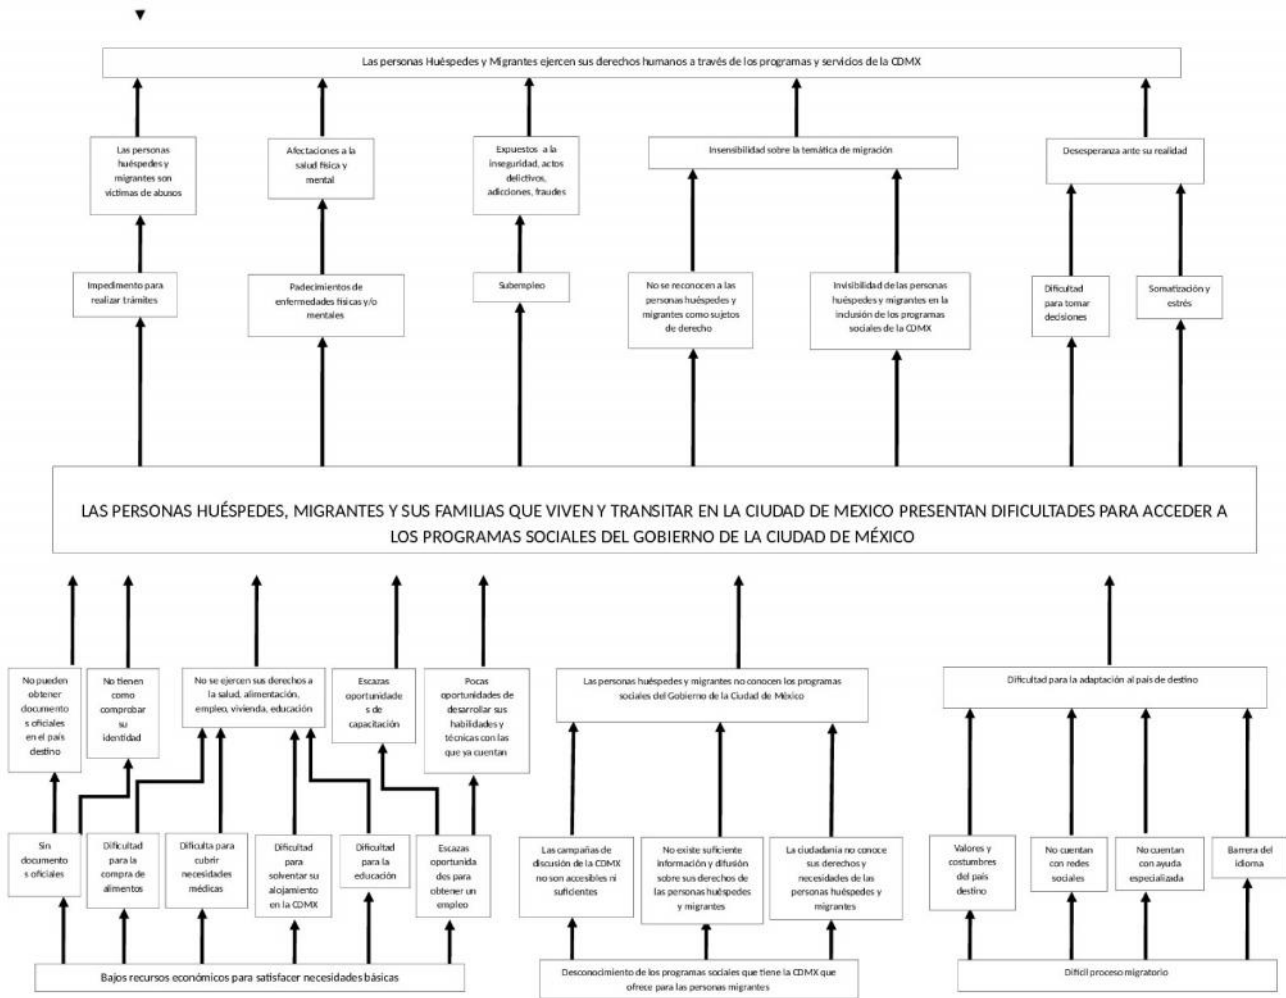 Las personas Huéspedes y Migrantes ejercen sus derechos humanos a través de los programas y servicios de la CDMX
Las personas
huéspedes y
migrantes son
víctimas de abusos
Afectaciones a la
salud física y
mental
Expuestos a la
inseguridad, actos
delictivos,
adicciones, fraudes
Insensibilidad sobre la temática de migración
Desesperanza ante su realidad
Impedimento para
realizar trámites
Padecimientos de
enfermedades físicas y/o
mentales
Subempleo
No se reconocen a las
personas huéspedes y
migrantes como sujetos
de derecho
Invisibilidad de las personas
huéspedes y migrantes en la
inclusión de los programas
sociales de la CDMX
Dificultad
para tomar
decisiones
Somatización y
estrés
LAS PERSONAS HUÉSPEDES, MIGRANTES Y SUS FAMILIAS QUE VIVEN Y TRANSITAR EN LA CIUDAD DE MEXICO PRESENTAN DIFICULTADES PARA ACCEDER A
LOS PROGRAMAS SOCIALES DEL GOBIERNO DE LA CIUDAD DE MÉXICO
No pueden
obtener
documento
s oficiales
en el país
destino
No tienen
como
comprobar
su
identidad
No se ejercen sus derechos a
la salud, alimentación,
empleo, vivienda, educación
Escazas
oportunidade
s de
capacitación
Pocas
oportunidades de
desarrollar sus
habilidades y
técnicas con las
que ya cuentan
Las personas huéspedes y migrantes no conocen los programas
sociales del Gobierno de la Ciudad de México
Dificultad para la adaptación al país de destino
Sin
documento
s oficiales
Dificultad
para la
compra de
alimentos
Dificulta para
cubrir
necesidades
médicas
Dificultad
para
solventar su
alojamiento
en la CDMX
Dificultad
para la
educación
Escazas
oportunida
des para
obtener un
empleo
Las campañas de
discusión de la CDMX
no son accesibles ni
suficientes
No existe suficiente
información y difusión
sobre sus derechos de
las personas huéspedes
y migrantes
La ciudadanía no conoce
sus derechos y
necesidades de las
personas huéspedes y
migrantes
Valores y
costumbres
del país
destino
No cuentan
con redes
sociales
No cuentan
con ayuda
especializada
Barrera del
idioma
Bajos recursos económicos para satisfacer necesidades básicas
Desconocimiento de los programas sociales que tiene la CDMX que
ofrece para las personas migrantes
Difícil proceso migratorio